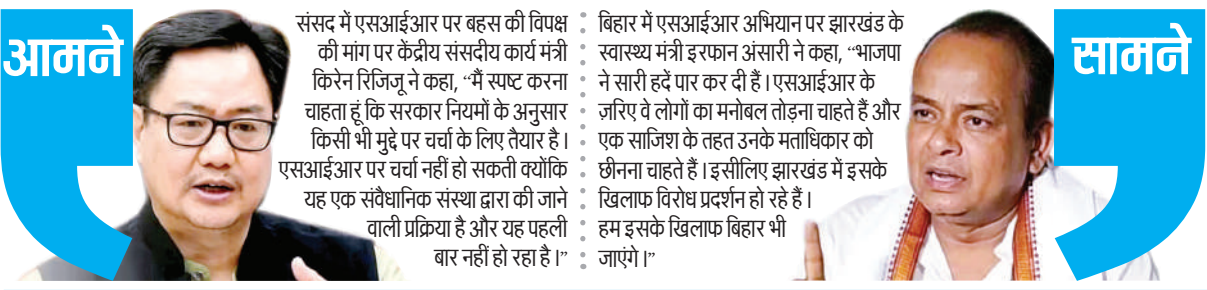 आमने
संसद में एसआईआर पर बहस की विपक्ष
की मांग पर केंद्रीय संसदीय कार्य मंत्री
किरेन रिजिजू ने कहा, “मैं स्पष्ट करना
चाहता हूं कि सरकार नियमों के अनुसार
किसी भी मुद्दे पर चर्चा के लिए तैयार है।
एसआईआर पर चर्चा नहीं हो सकती क्योंकि
यह एक संवैधानिक संस्था द्वारा की जाने
वाली प्रक्रिया है और यह पहली
बार नहीं हो रहा है।”
बिहार में एसआईआर अभियान पर झारखंड के
स्वास्थ्य मंत्री इरफान अंसारी ने कहा, “भाजपा
ने सारी हदें पार कर दी हैं। एसआईआर के
ज़रिए वे लोगों का मनोबल तोड़ना चाहते हैं और
एक साजिश के तहत उनके मताधिकार को
छीनना चाहते हैं। इसीलिए झारखंड में इसके
खिलाफ विरोध प्रदर्शन हो रहे हैं।
हम इसके खिलाफ बिहार भी
जाएंगे।”
सामने